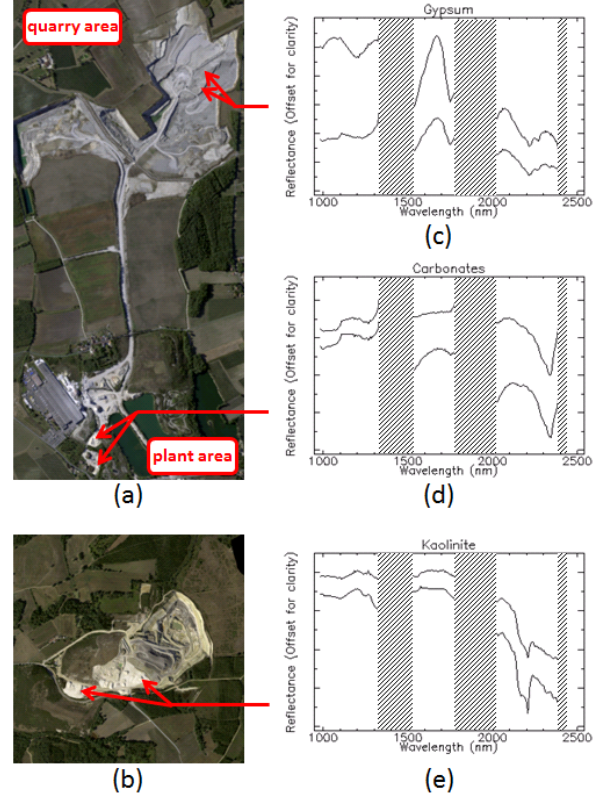 quarry area
plant area
(a)
Gypsum
Reflectance (Offset for clarity)
1000 1500 2000 2500
Wavelength (nm)
(c)
Carbonates
Reflectance (Offset for clarity)
1000 1500 2000 2500
Wavelength (nm)
(d)
(b)
Kaolinite
Reflectance (Offset for clarity)
1000 1500 2000 2500
Wavelength (nm)
(e)